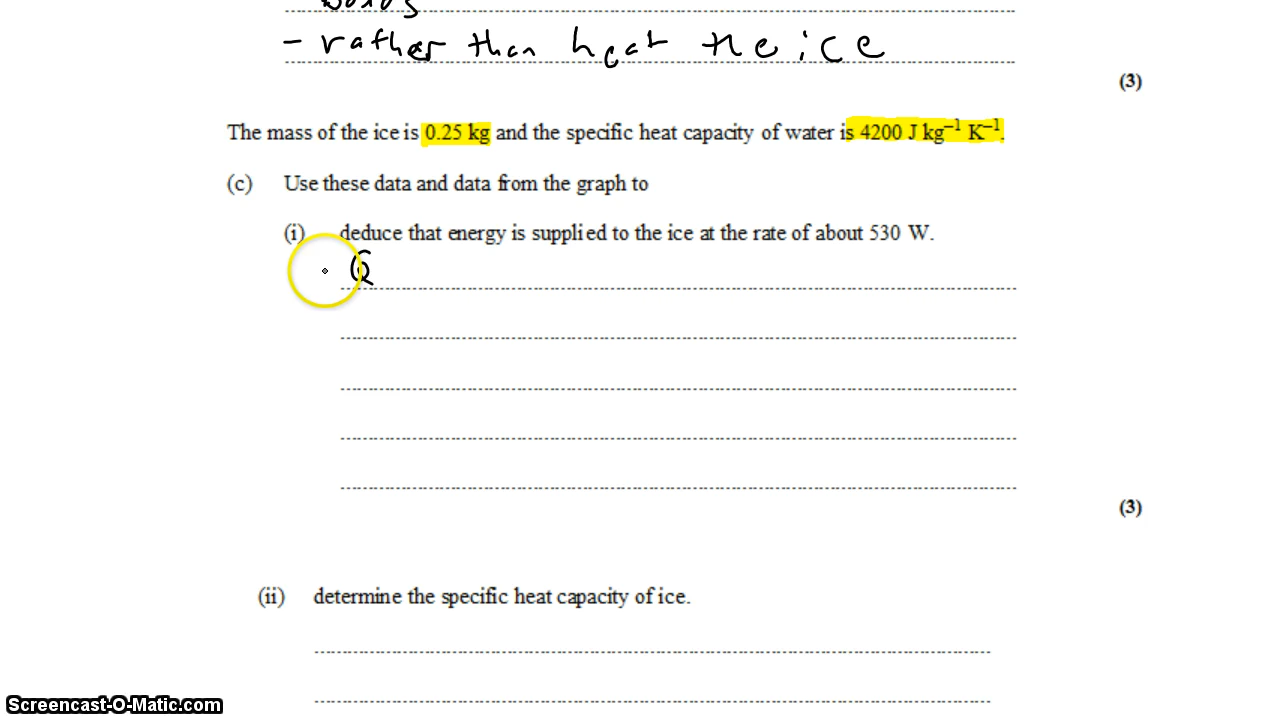 - rather than heat the ice
(3)
The mass of the ice is 0.25 kg and the specific heat capacity of water is 4200 J kg⁻¹ K⁻¹.
(c) Use these data and data from the graph to
(i) deduce that energy is supplied to the ice at the rate of about 530 W.
Q
(3)
(ii) determine the specific heat capacity of ice.
Screencast-O-Matic.com